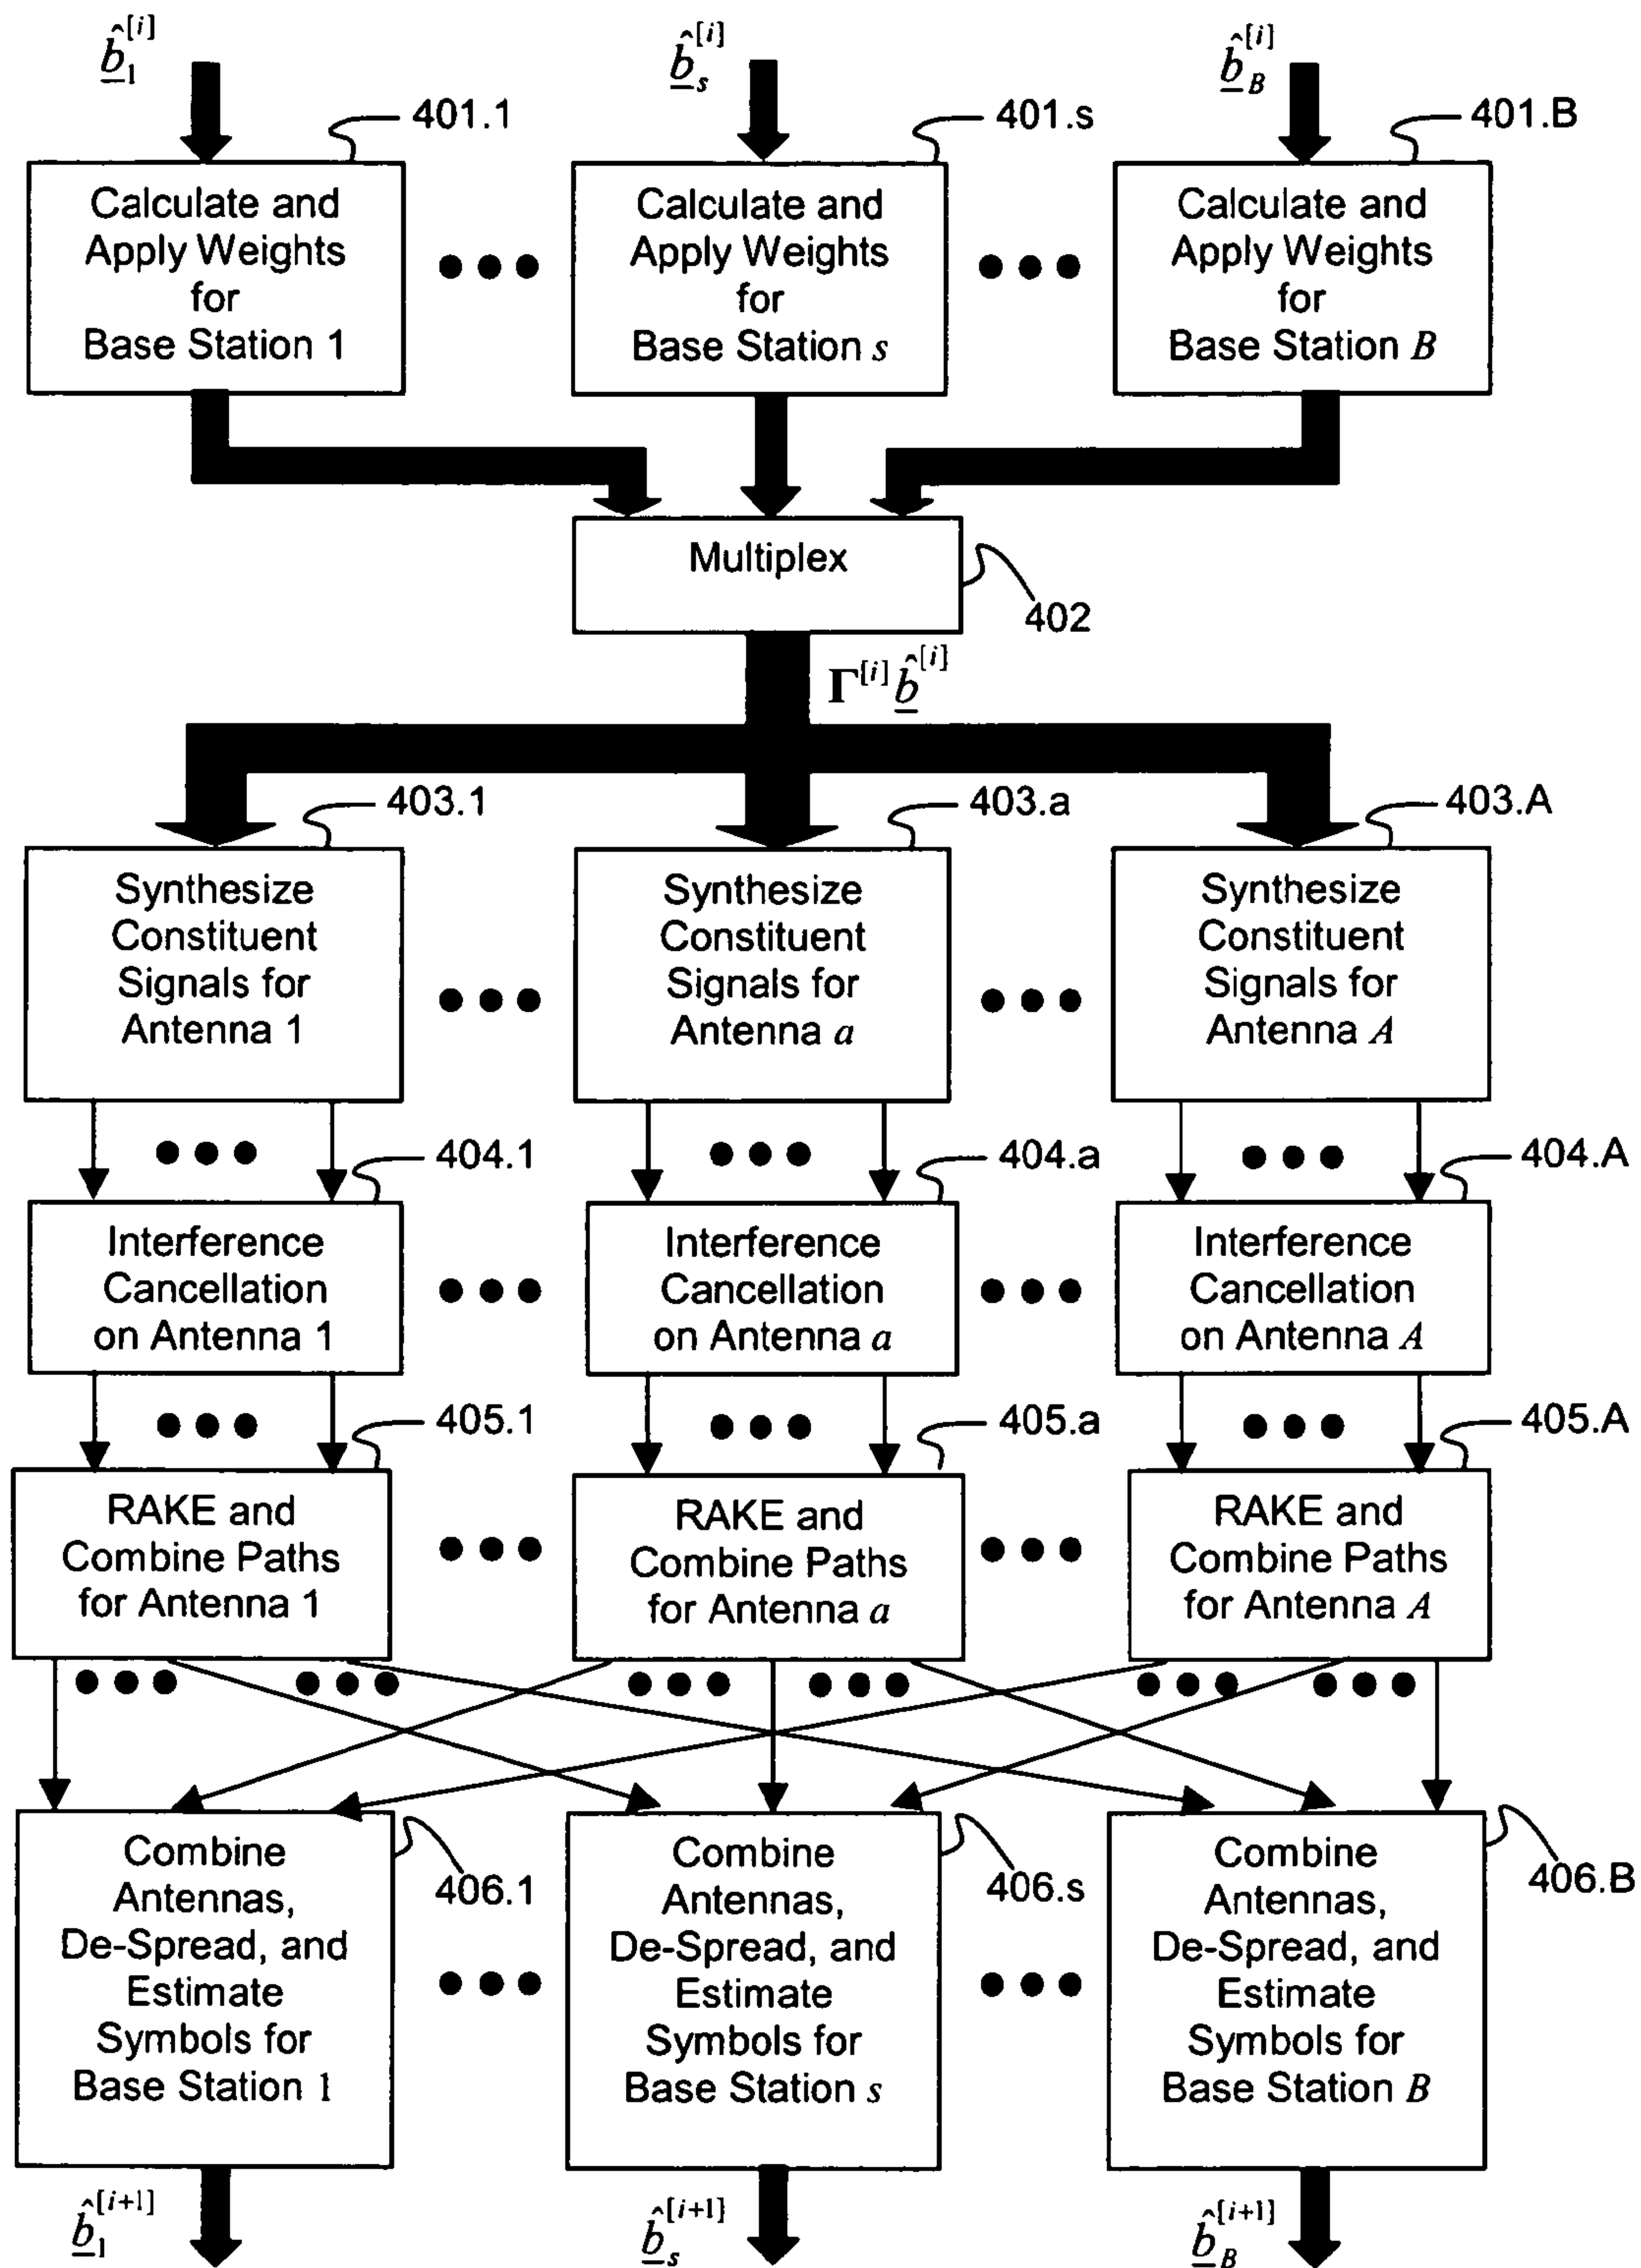 b̲̂₁^[i]
b̲̂ₛ^[i]
b̲̂_B^[i]
401.1
401.s
401.B
Calculate and
Apply Weights
for
Base Station 1
Calculate and
Apply Weights
for
Base Station s
Calculate and
Apply Weights
for
Base Station B
Multiplex
402
Γ^[i] b̲̂^[i]
403.1
403.a
403.A
Synthesize
Constituent
Signals for
Antenna 1
Synthesize
Constituent
Signals for
Antenna a
Synthesize
Constituent
Signals for
Antenna A
404.1
404.a
404.A
Interference
Cancellation
on Antenna 1
Interference
Cancellation
on Antenna a
Interference
Cancellation
on Antenna A
405.1
405.a
405.A
RAKE and
Combine Paths
for Antenna 1
RAKE and
Combine Paths
for Antenna a
RAKE and
Combine Paths
for Antenna A
406.1
406.s
406.B
Combine
Antennas,
De-Spread, and
Estimate
Symbols for
Base Station 1
Combine
Antennas,
De-Spread, and
Estimate
Symbols for
Base Station s
Combine
Antennas,
De-Spread, and
Estimate
Symbols for
Base Station B
b̲̂₁^[i+1]
b̲̂ₛ^[i+1]
b̲̂_B^[i+1]